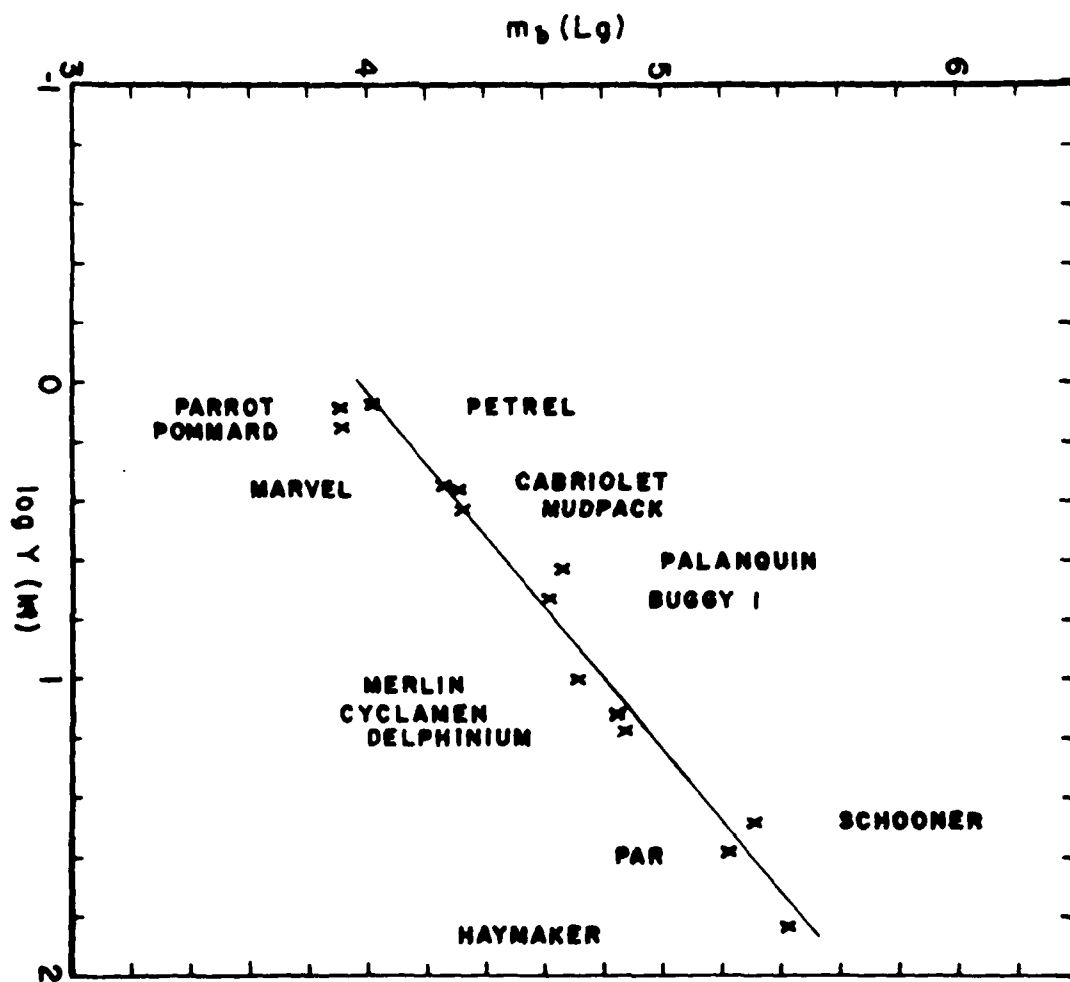 m b (Lg)
3 4 5 6
-1
0
1
2
log Y (kt)
PARROT
PETREL
POMMARD
MARVEL
CABRIOLET
MUDPACK
PALANQUIN
BUGGY I
MERLIN
CYCLAMEN
DELPHINIUM
SCHOONER
PAR
HAYMAKER